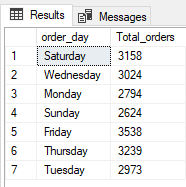 Results Messages
order_day Total_orders
1 Saturday 3158
2 Wednesday 3024
3 Monday 2794
4 Sunday 2624
5 Friday 3538
6 Thursday 3239
7 Tuesday 2973